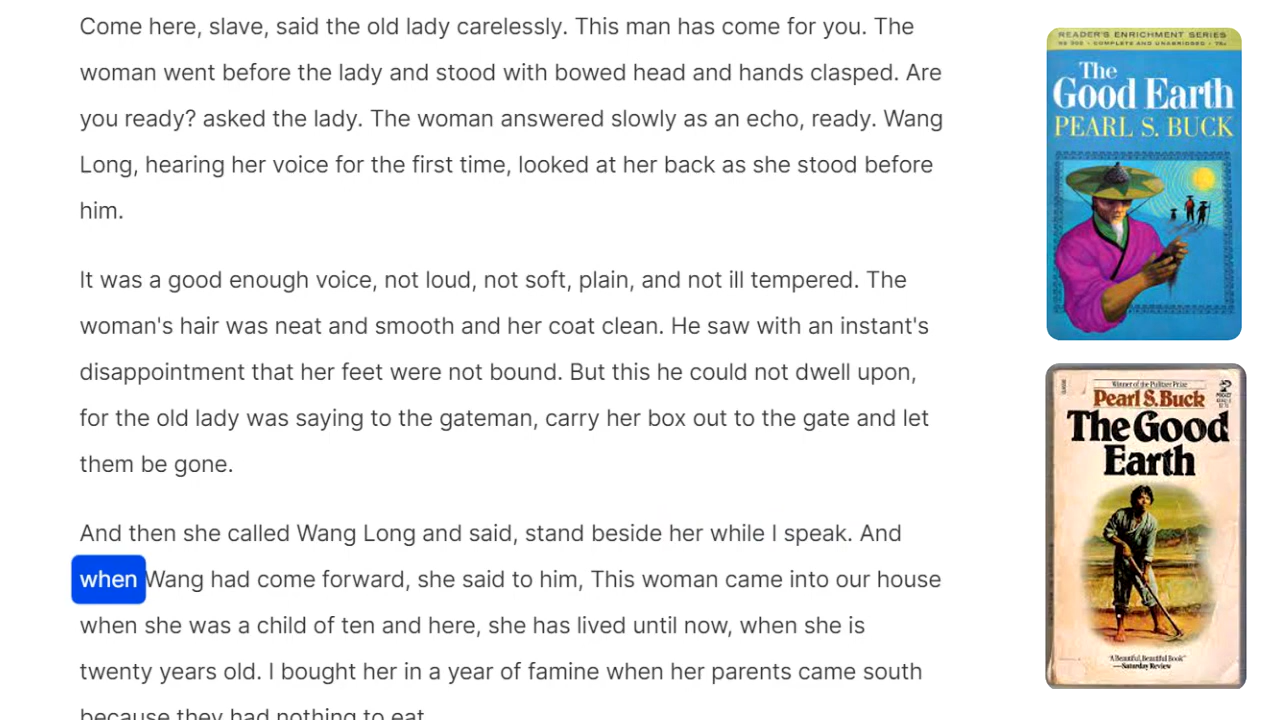 Come here, slave, said the old lady carelessly. This man has come for you. The
woman went before the lady and stood with bowed head and hands clasped. Are
you ready? asked the lady. The woman answered slowly as an echo, ready. Wang
Long, hearing her voice for the first time, looked at her back as she stood before
him.
It was a good enough voice, not loud, not soft, plain, and not ill tempered. The
woman's hair was neat and smooth and her coat clean. He saw with an instant's
disappointment that her feet were not bound. But this he could not dwell upon,
for the old lady was saying to the gateman, carry her box out to the gate and let
them be gone.
And then she called Wang Long and said, stand beside her while I speak. And
when Wang had come forward, she said to him, This woman came into our house
when she was a child of ten and here, she has lived until now, when she is
twenty years old. I bought her in a year of famine when her parents came south
because they had nothing to eat.
READER'S ENRICHMENT SERIES
COMPLETE AND UNABRIDGED
The
Good Earth
PEARL S. BUCK
Winner of the Pulitzer Prize
Pearl S. Buck
The Good
Earth
"A Beautiful, Beautiful Book"
—Saturday Review